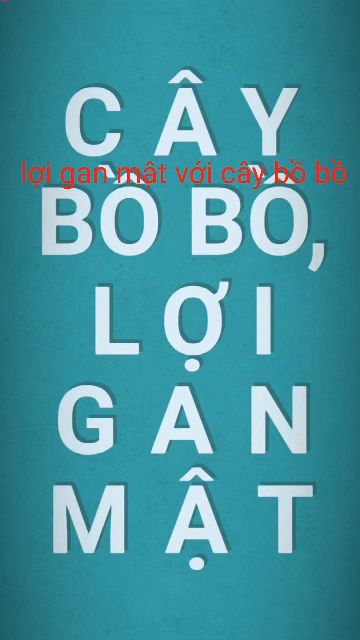 CÂY
lợi gan mật với cây bồ bồ
BỒ BỒ,
LỢI
GAN
MẬT